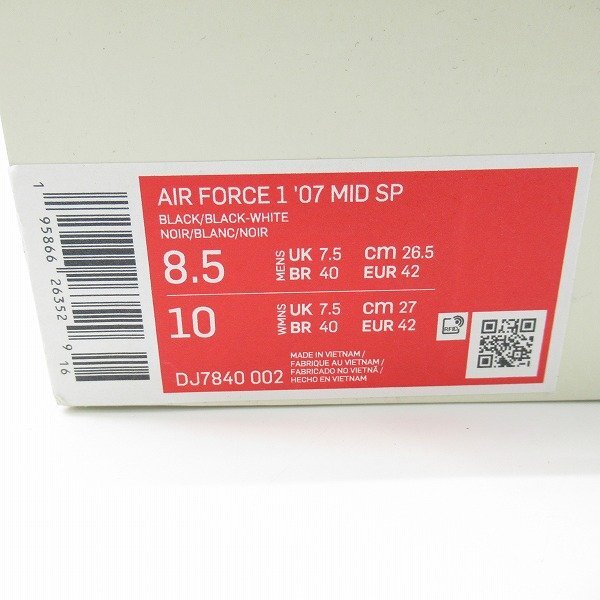 1 95866 26352 9 16
AIR FORCE 1 '07 MID SP
BLACK/BLACK-WHITE
NOIR/BLANC/NOIR
8.5 MENS UK 7.5 cm 26.5
BR 40 EUR 42
10 WMNS UK 7.5 cm 27
BR 40 EUR 42
RFID
DJ7840 002
MADE IN VIETNAM /
FABRIQUE AU VIETNAM /
FABRICADO NO VIETNÃ /
HECHO EN VIETNAM